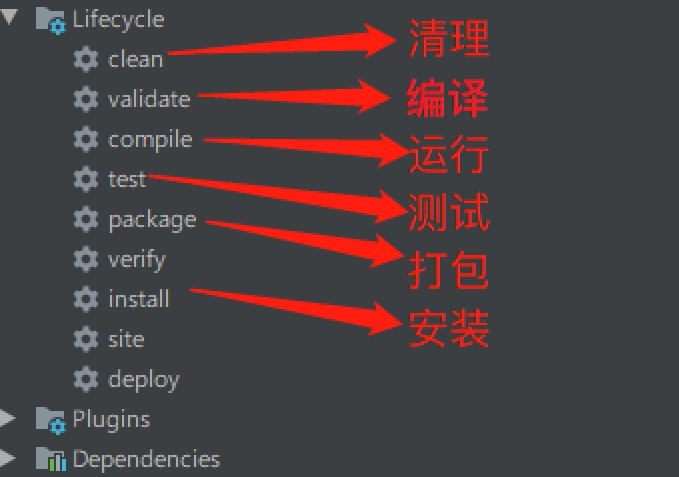 Lifecycle
clean 清理
validate 编译
compile 运行
test 测试
package 打包
verify
install 安装
site
deploy
Plugins
Dependencies